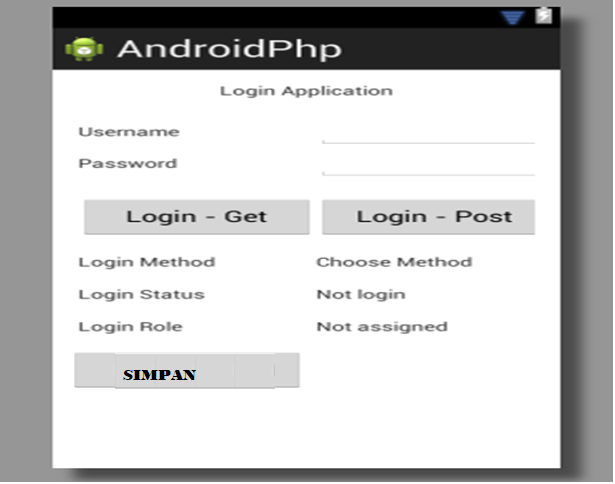 AndroidPhp
Login Application
Username
Password
Login - Get Login - Post
Login Method Choose Method
Login Status Not login
Login Role Not assigned
SIMPAN